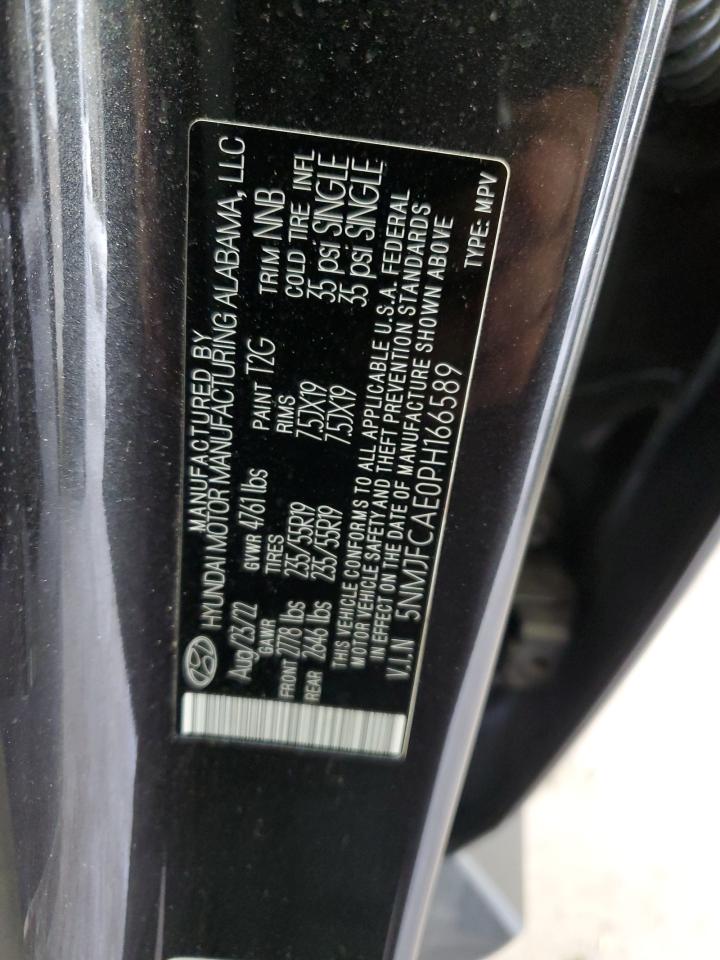 MANUFACTURED BY
HYUNDAI MOTOR MANUFACTURING ALABAMA, LLC
Aug/23/22 GVWR 4761 lbs PAINT T2G TRIM NNB
GAWR TIRES RIMS COLD TIRE INFL
FRONT 2778 lbs 235/55R19 7.5JX19 35 psi SINGLE
REAR 2646 lbs 235/55R19 7.5JX19 35 psi SINGLE
THIS VEHICLE CONFORMS TO ALL APPLICABLE U.S.A. FEDERAL
MOTOR VEHICLE SAFETY AND THEFT PREVENTION STANDARDS
IN EFFECT ON THE DATE OF MANUFACTURE SHOWN ABOVE
V.I.N 5NMJFCAE0PH166589 TYPE: MPV